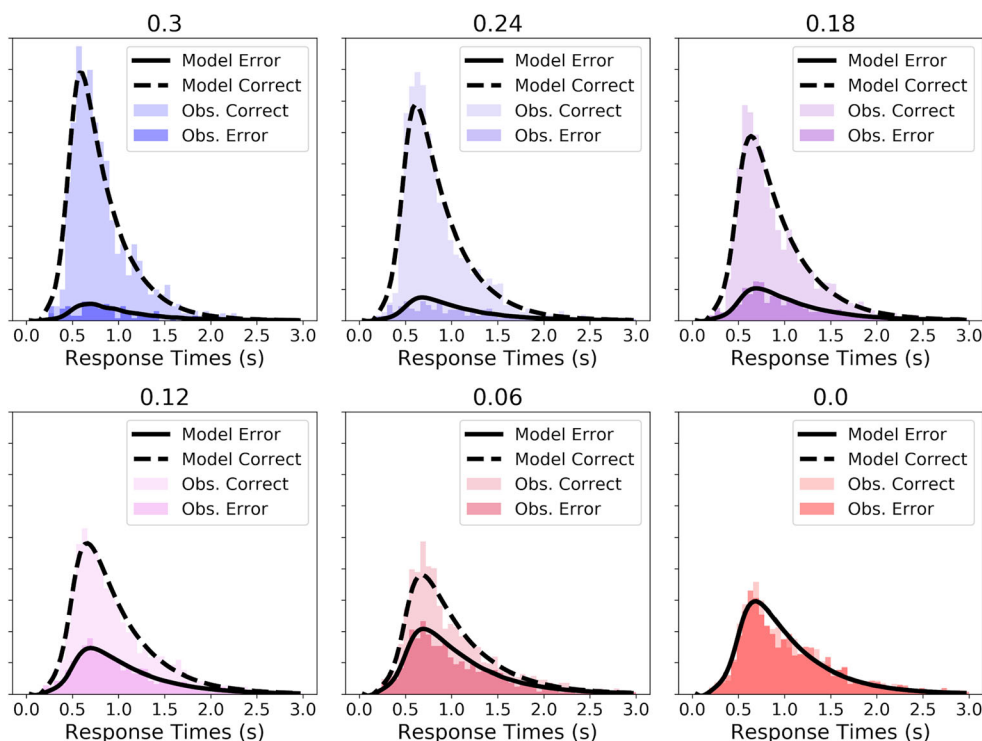 0.3
Model Error
Model Correct
Obs. Correct
Obs. Error
0.0 0.5 1.0 1.5 2.0 2.5 3.0
Response Times (s)
0.24
Model Error
Model Correct
Obs. Correct
Obs. Error
0.0 0.5 1.0 1.5 2.0 2.5 3.0
Response Times (s)
0.18
Model Error
Model Correct
Obs. Correct
Obs. Error
0.0 0.5 1.0 1.5 2.0 2.5 3.0
Response Times (s)
0.12
Model Error
Model Correct
Obs. Correct
Obs. Error
0.0 0.5 1.0 1.5 2.0 2.5 3.0
Response Times (s)
0.06
Model Error
Model Correct
Obs. Correct
Obs. Error
0.0 0.5 1.0 1.5 2.0 2.5 3.0
Response Times (s)
0.0
Model Error
Model Correct
Obs. Correct
Obs. Error
0.0 0.5 1.0 1.5 2.0 2.5 3.0
Response Times (s)